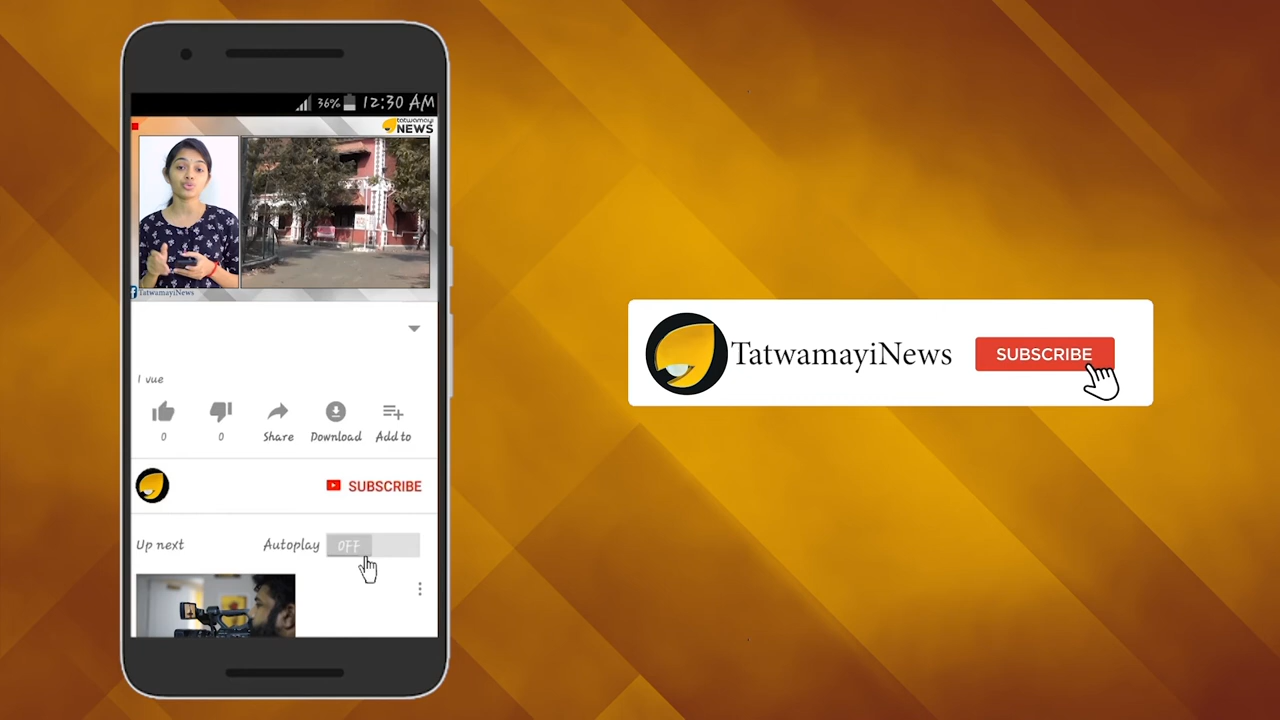 36% 12:30 AM
tatwamayi
NEWS
TatwamayiNews
1 vue
0 0 Share Download Add to
SUBSCRIBE
Up next Autoplay OFF
TatwamayiNews SUBSCRIBE